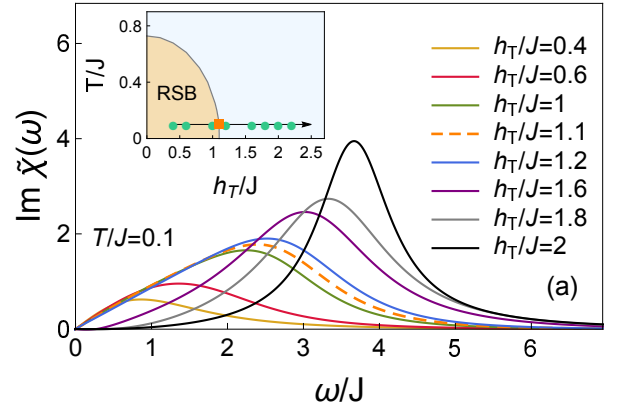 6
4
2
0
Im χ̃(ω)
0.8
0.4
0
T/J
RSB
0 0.5 1 1.5 2 2.5
h_T/J
T/J=0.1
h_T/J=0.4
h_T/J=0.6
h_T/J=1
h_T/J=1.1
h_T/J=1.2
h_T/J=1.6
h_T/J=1.8
h_T/J=2
(a)
0 1 2 3 4 5 6
ω/J